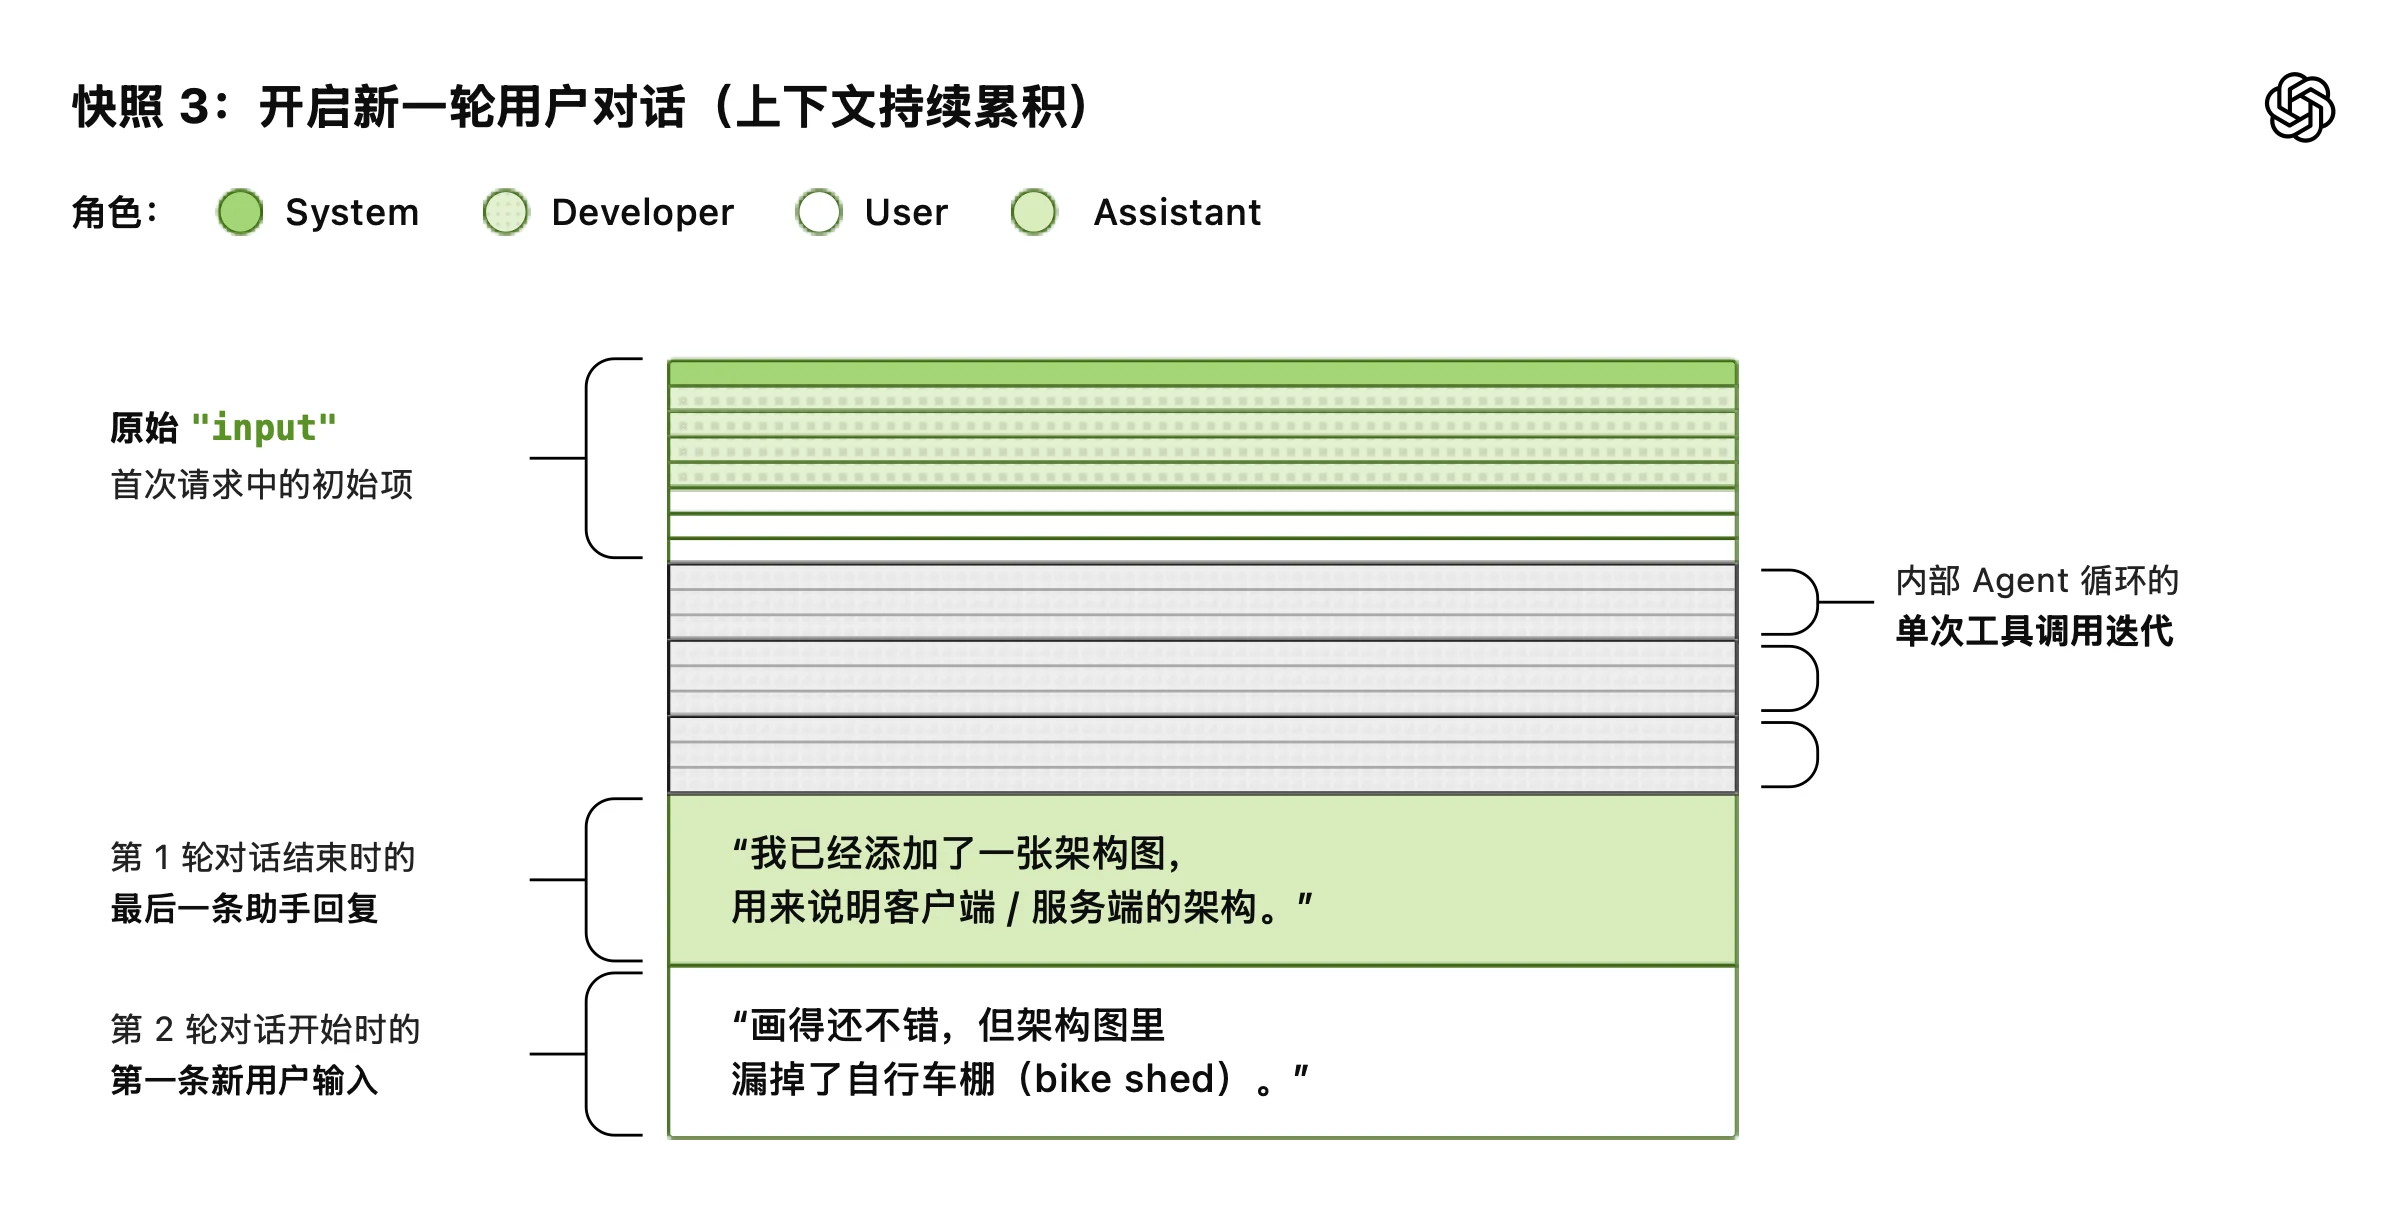 快照 3：开启新一轮用户对话（上下文持续累积）
角色： System Developer User Assistant
原始 "input"
首次请求中的初始项
内部 Agent 循环的
单次工具调用迭代
第 1 轮对话结束时的
最后一条助手回复
“我已经添加了一张架构图，
用来说明客户端 / 服务端的架构。”
第 2 轮对话开始时的
第一条新用户输入
“画得还不错，但架构图里
漏掉了自行车棚（bike shed）。”